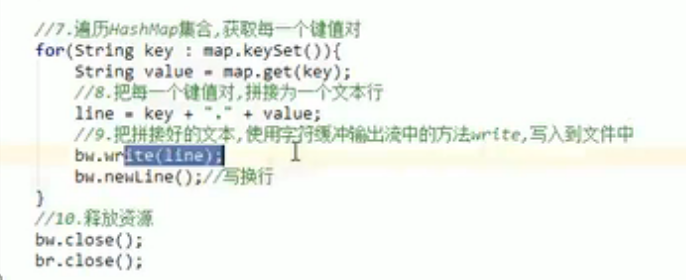 //7.遍历HashMap集合,获取每一个键值对
for(String key : map.keySet()){
String value = map.get(key);
//8.把每一个键值对,拼接为一个文本行
line = key + "." + value;
//9.把拼接好的文本,使用字符缓冲输出流中的方法write,写入到文件中
bw.write(line);
bw.newLine();//写换行
}
//10.释放资源
bw.close();
br.close();